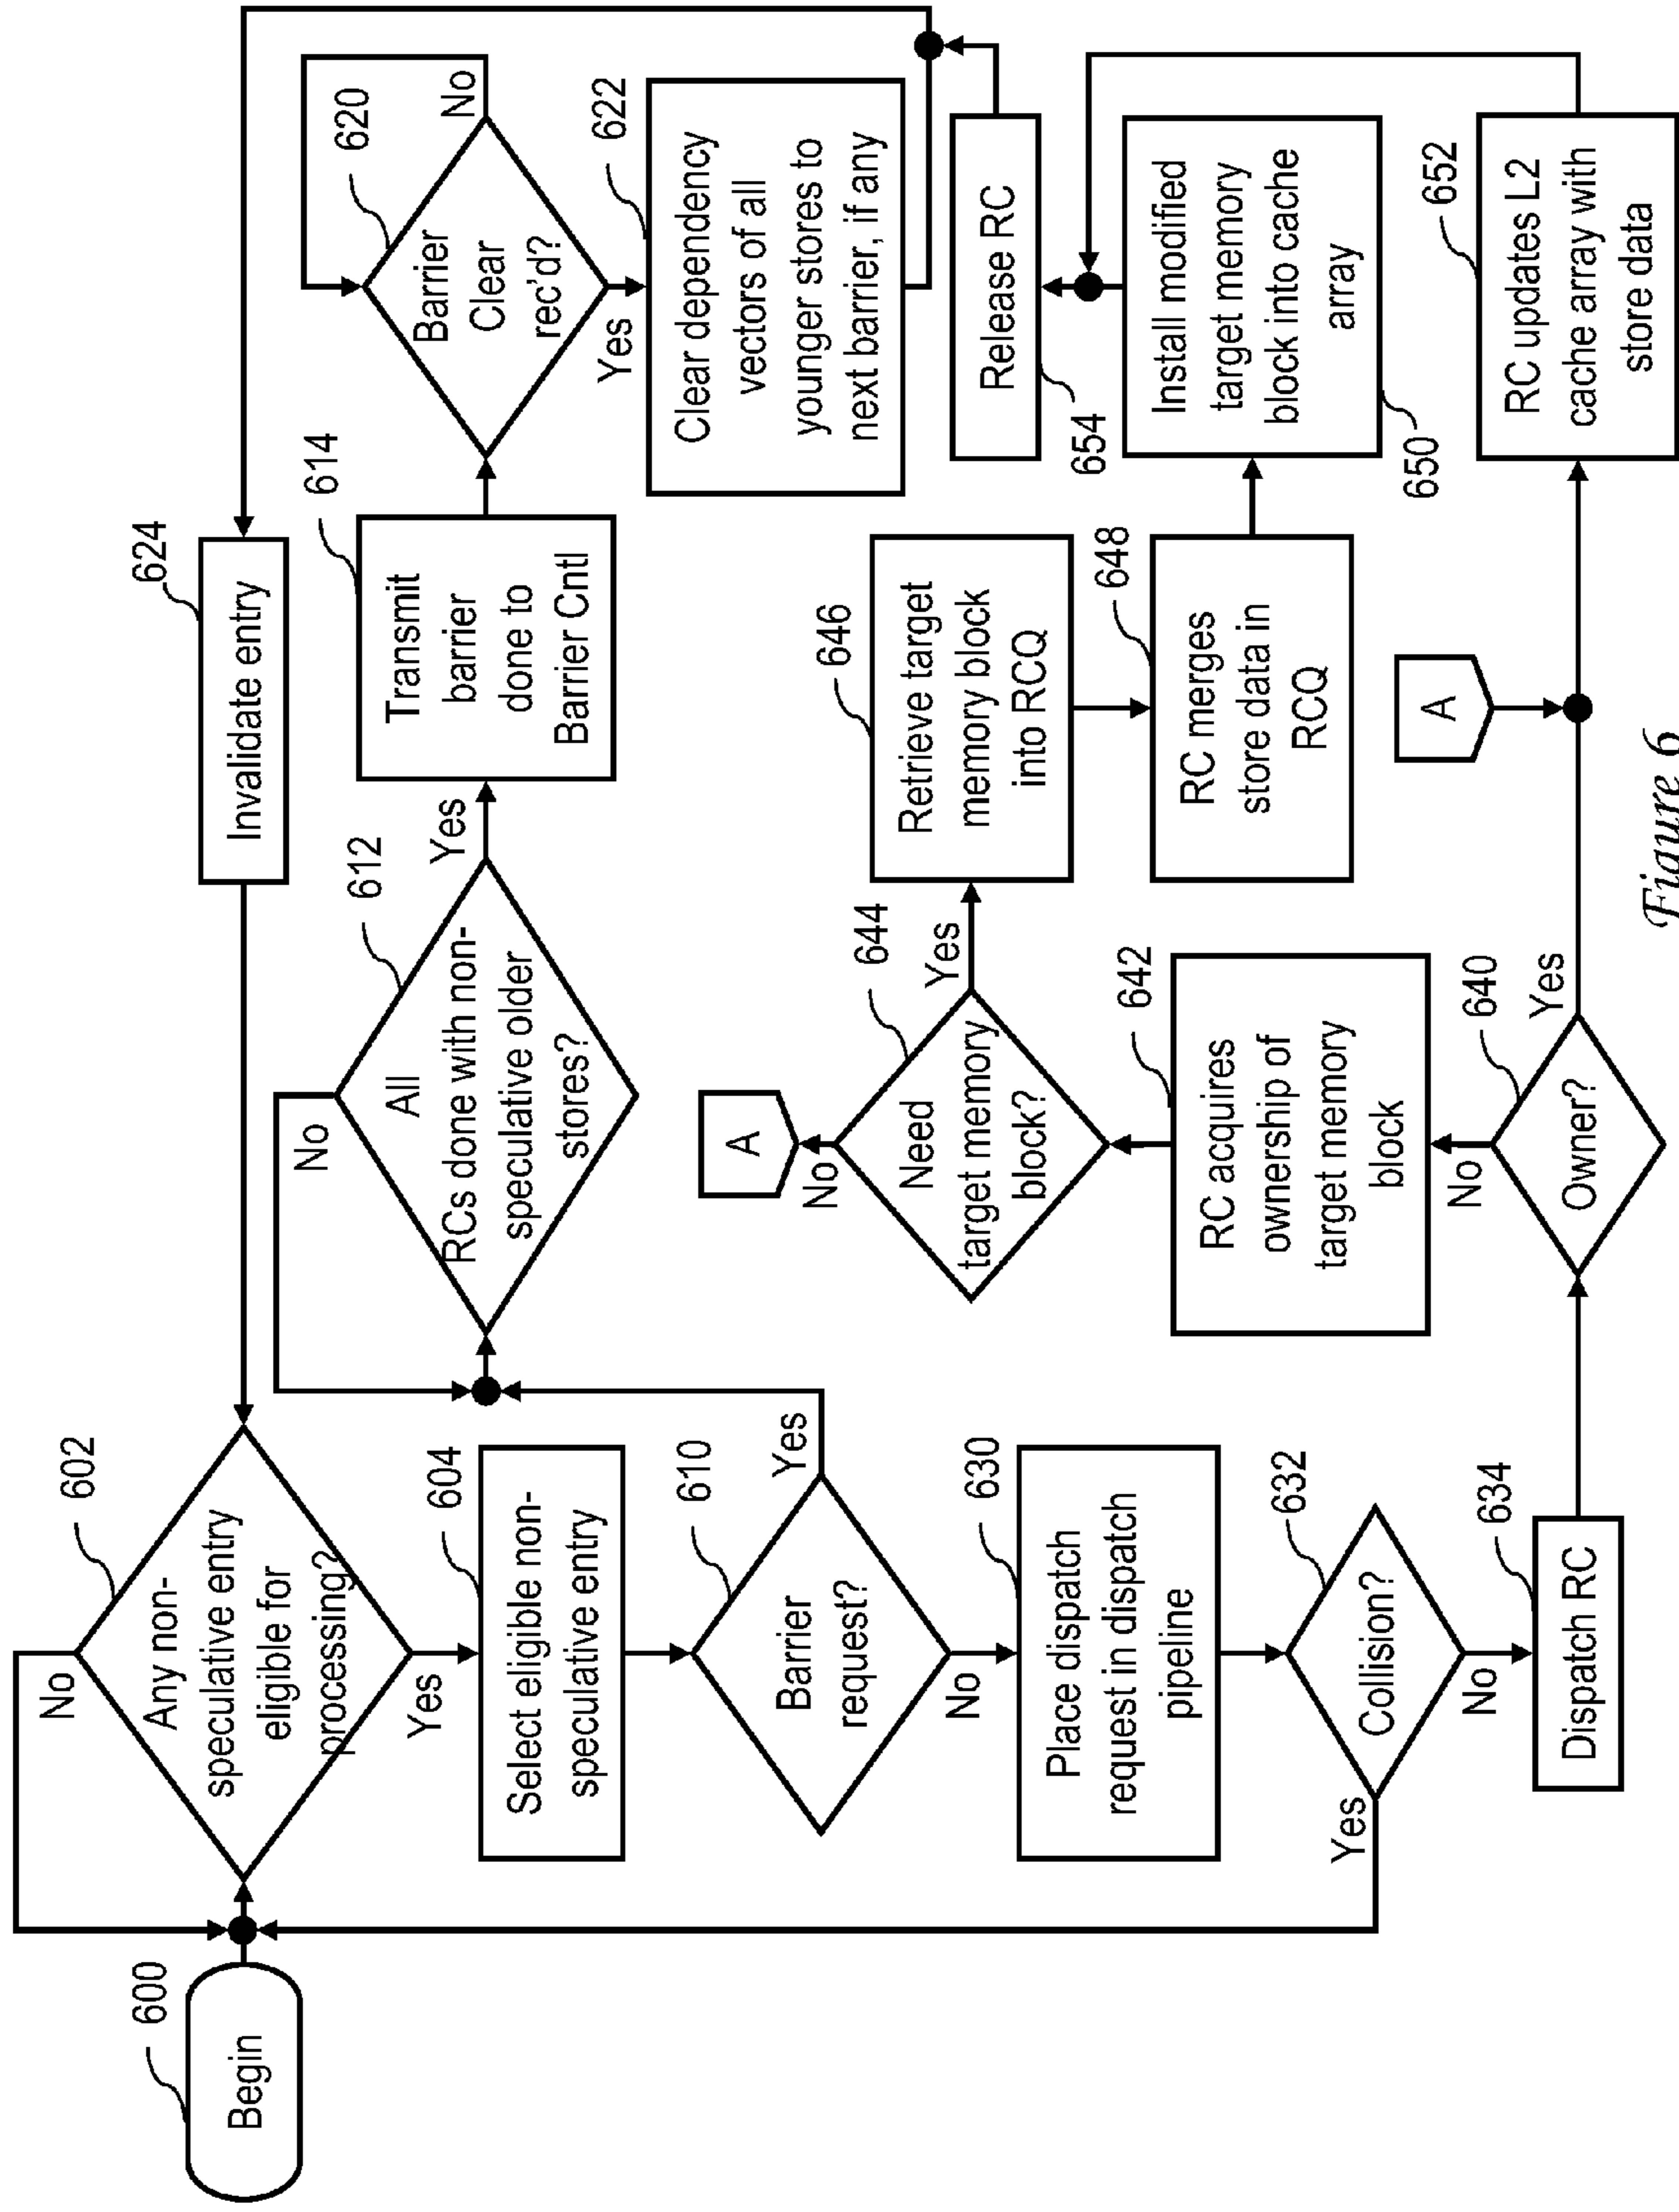 600
Begin
602
Any non-
speculative entry
eligible for
processing?
No
Yes
624
Invalidate entry
604
Select eligible non-
speculative entry
610
Barrier
request?
Yes
No
612
All
RCs done with non-
speculative older
stores?
No
Yes
614
Transmit
barrier
done to
Barrier Cntl
620
Barrier
Clear
rec'd?
No
Yes
622
Clear dependency
vectors of all
younger stores to
next barrier, if any
630
Place dispatch
request in dispatch
pipeline
632
Collision?
Yes
No
634
Dispatch RC
640
Owner?
No
Yes
642
RC acquires
ownership of
target memory
block
644
Need
target memory
block?
No
Yes
A
646
Retrieve target
memory block
into RCQ
648
RC merges
store data in
RCQ
650
Install modified
target memory
block into cache
array
A
652
RC updates L2
cache array with
store data
654
Release RC
Figure 6